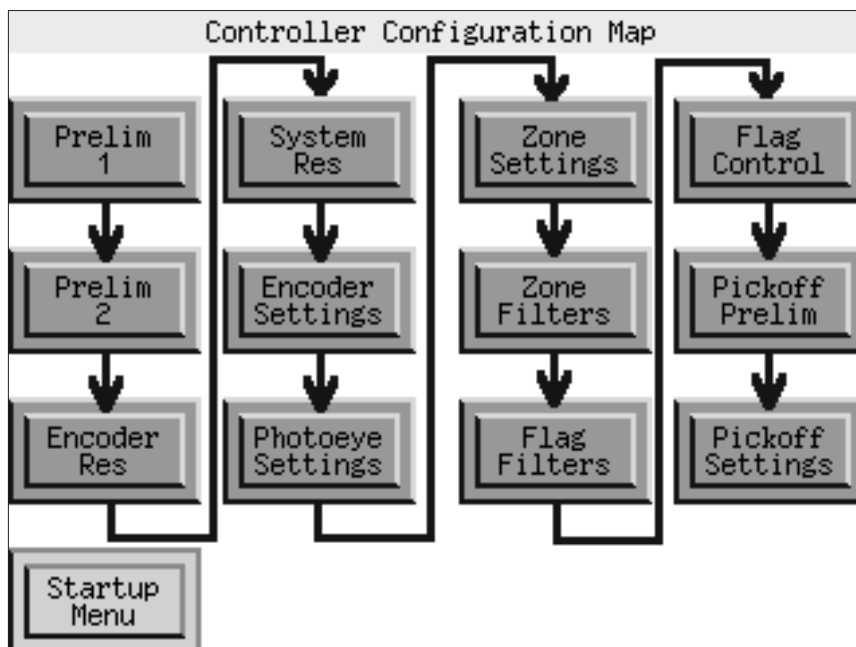 Controller Configuration Map
Prelim
1
Prelim
2
Encoder
Res
System
Res
Encoder
Settings
Photoeye
Settings
Zone
Settings
Zone
Filters
Flag
Filters
Flag
Control
Pickoff
Prelim
Pickoff
Settings
Startup
Menu